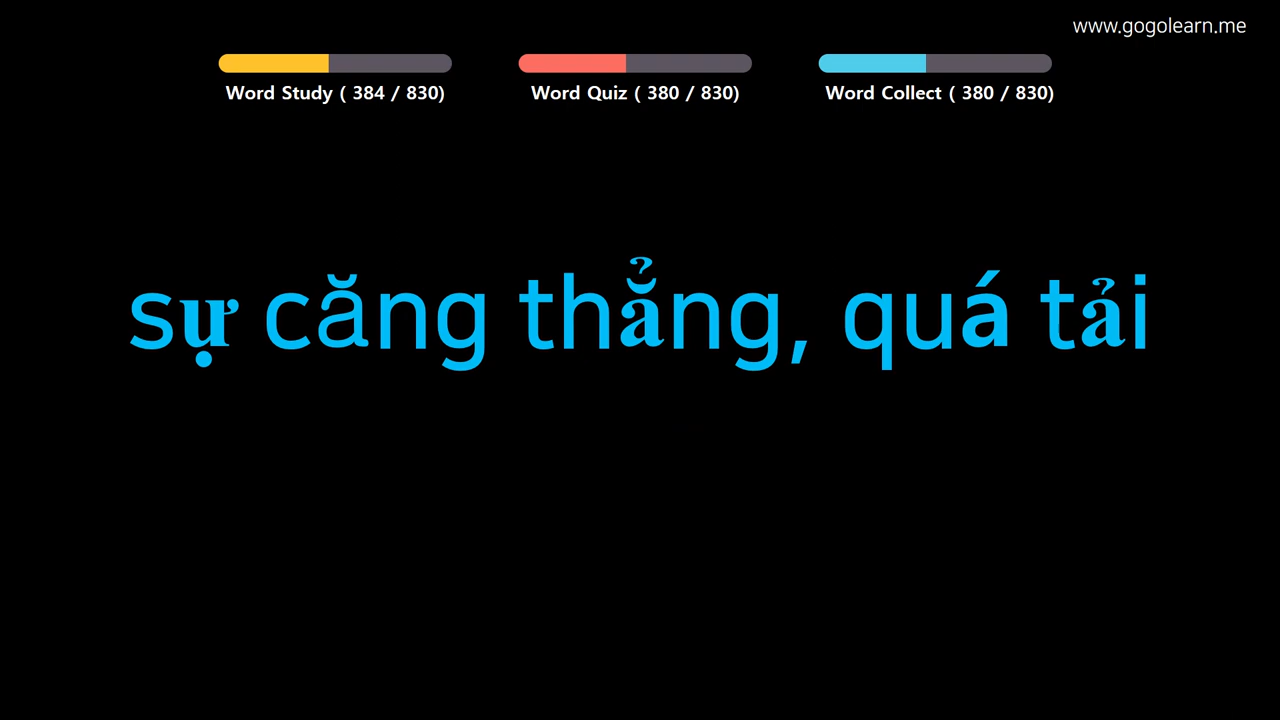 www.gogolearn.me
Word Study ( 384 / 830)
Word Quiz ( 380 / 830)
Word Collect ( 380 / 830)
sự căng thẳng, quá tải